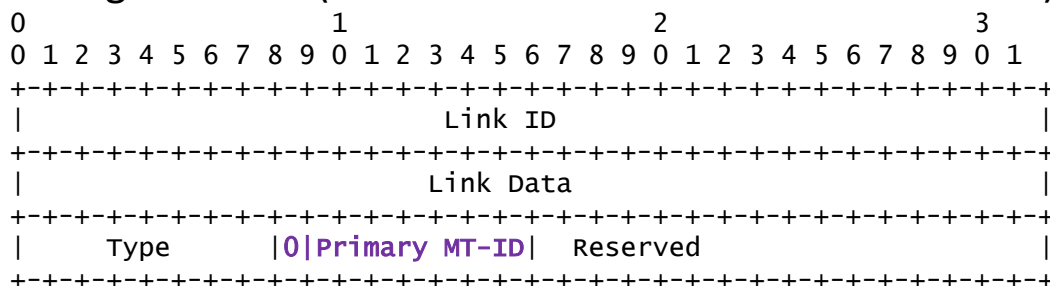 0                   1                   2                   3
0 1 2 3 4 5 6 7 8 9 0 1 2 3 4 5 6 7 8 9 0 1 2 3 4 5 6 7 8 9 0 1
+-+-+-+-+-+-+-+-+-+-+-+-+-+-+-+-+-+-+-+-+-+-+-+-+-+-+-+-+-+-+-+-+
|                          Link ID                              |
+-+-+-+-+-+-+-+-+-+-+-+-+-+-+-+-+-+-+-+-+-+-+-+-+-+-+-+-+-+-+-+-+
|                         Link Data                             |
+-+-+-+-+-+-+-+-+-+-+-+-+-+-+-+-+-+-+-+-+-+-+-+-+-+-+-+-+-+-+-+-+
|     Type      |0|Primary MT-ID|  Reserved                     |
+-+-+-+-+-+-+-+-+-+-+-+-+-+-+-+-+-+-+-+-+-+-+-+-+-+-+-+-+-+-+-+-+